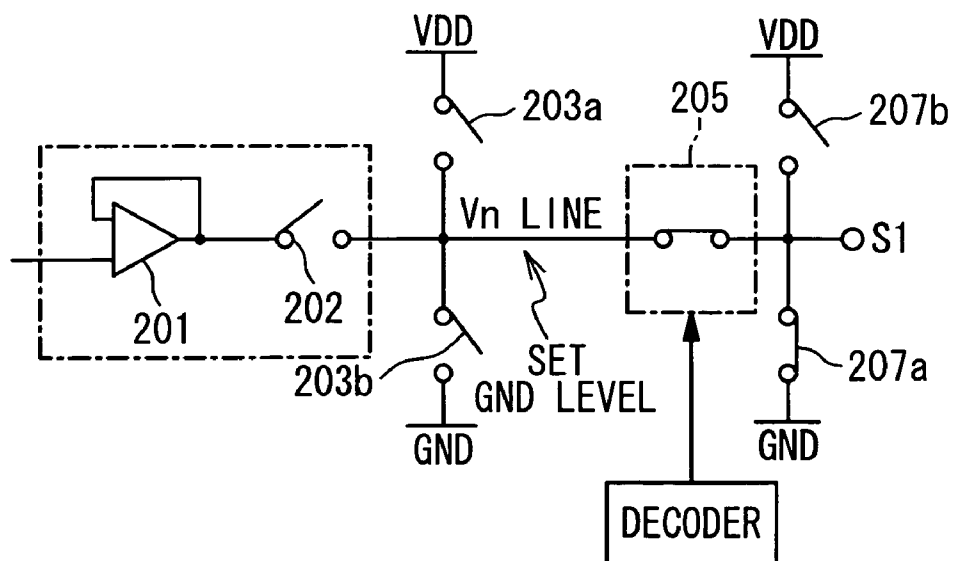 VDD
VDD
203a
205
207b
Vn LINE
S1
201
202
203b
SET
GND LEVEL
207a
GND
GND
DECODER